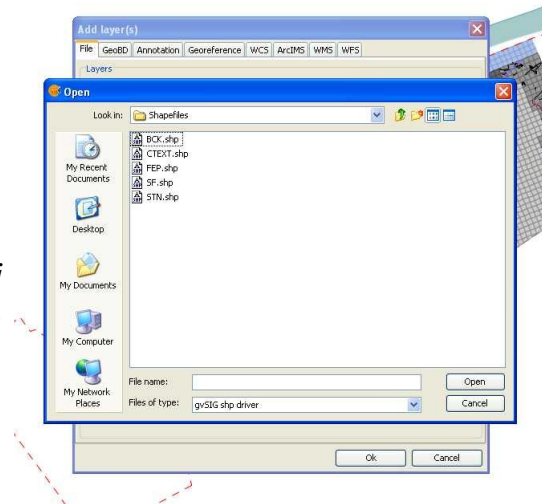 Add layer(s)
File GeoBD Annotation Georeference WCS ArcIMS WMS WFS
Layers
Open
Look in: Shapefiles
BCK.shp
CTEXT.shp
FEP.shp
SF.shp
STN.shp
My Recent Documents
Desktop
My Documents
My Computer
My Network Places
File name:
Open
Files of type: gvSIG shp driver
Cancel
Ok Cancel